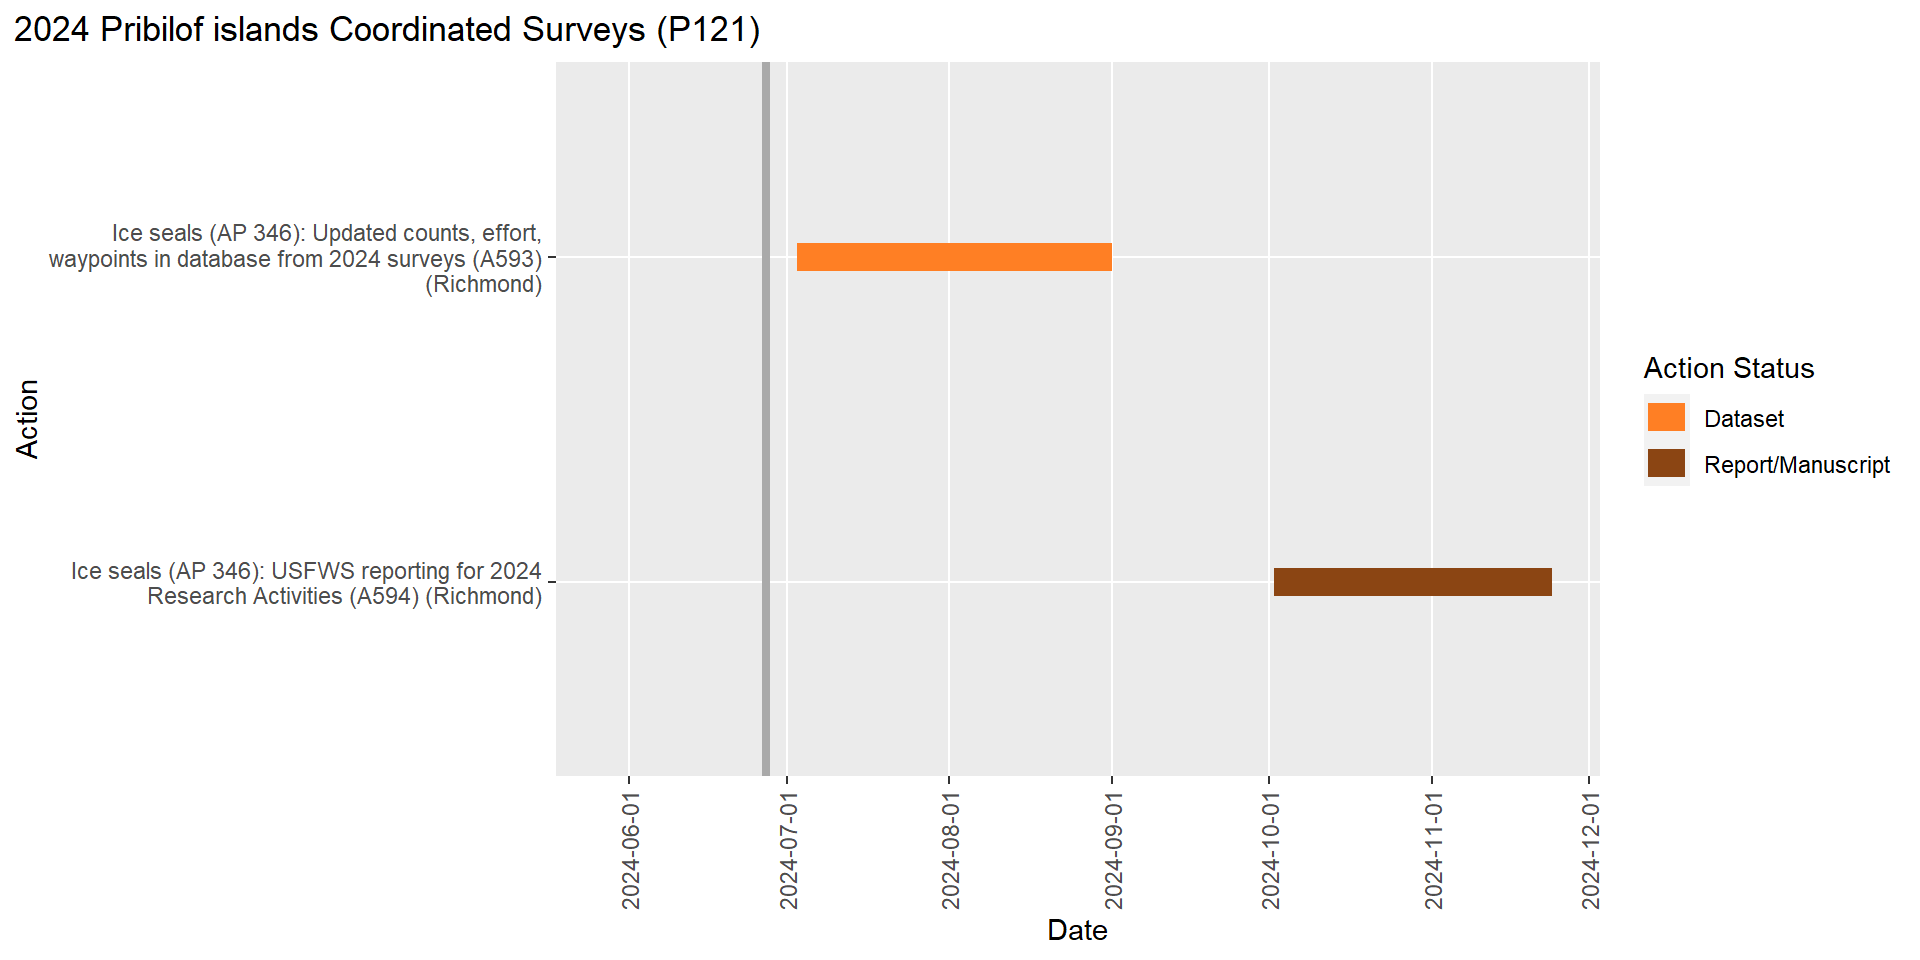 2024 Pribilof islands Coordinated Surveys (P121)
Ice seals (AP 346): Updated counts, effort,
waypoints in database from 2024 surveys (A593)
(Richmond)
Ice seals (AP 346): USFWS reporting for 2024
Research Activities (A594) (Richmond)
Action
2024-06-01
2024-07-01
2024-08-01
2024-09-01
2024-10-01
2024-11-01
2024-12-01
Date
Action Status
Dataset
Report/Manuscript